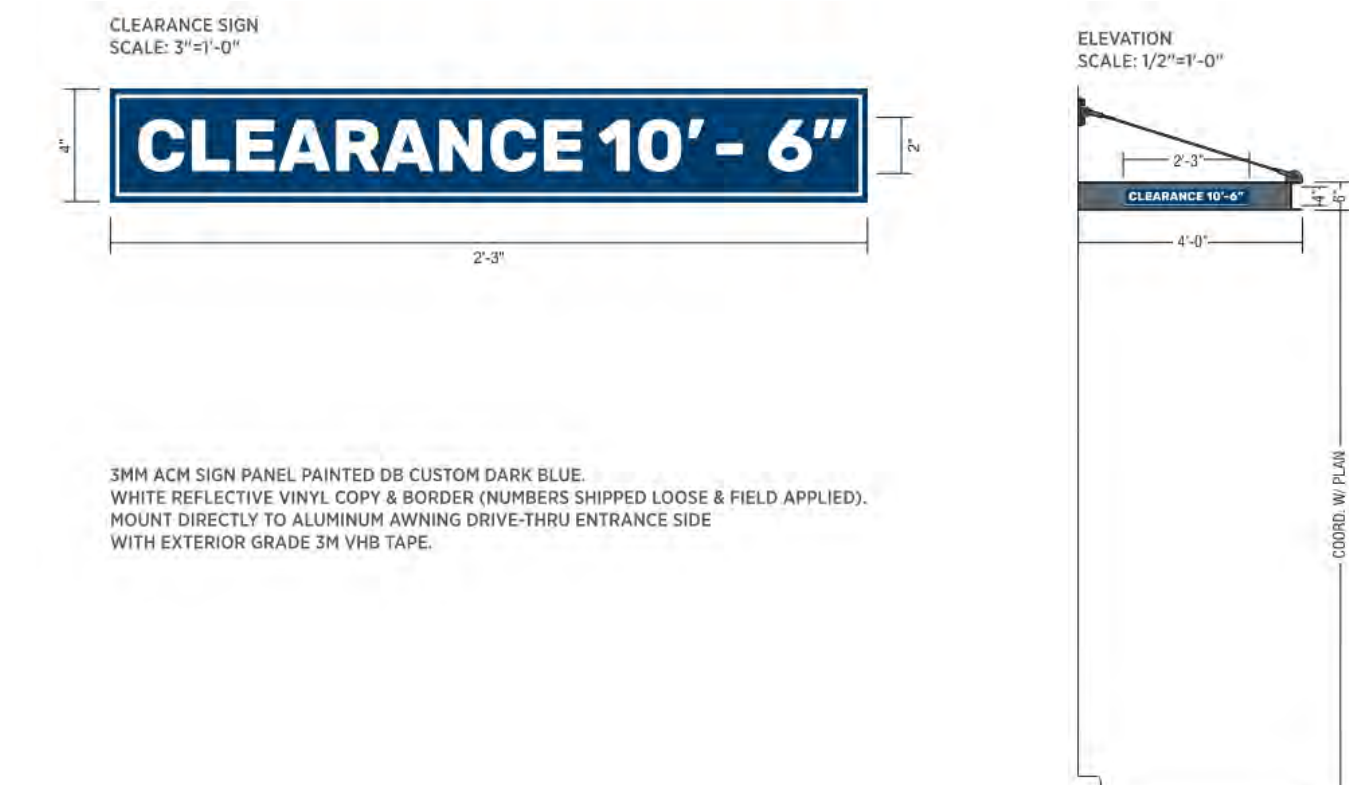 CLEARANCE SIGN
SCALE: 3"=1'-0"
4"
CLEARANCE 10' - 6"
2"
2'-3"
3MM ACM SIGN PANEL PAINTED DB CUSTOM DARK BLUE.
WHITE REFLECTIVE VINYL COPY & BORDER (NUMBERS SHIPPED LOOSE & FIELD APPLIED).
MOUNT DIRECTLY TO ALUMINUM AWNING DRIVE-THRU ENTRANCE SIDE
WITH EXTERIOR GRADE 3M VHB TAPE.
ELEVATION
SCALE: 1/2"=1'-0"
2'-3"
CLEARANCE 10'-6"
4"
6"
4'-0"
COORD. W/ PLAN